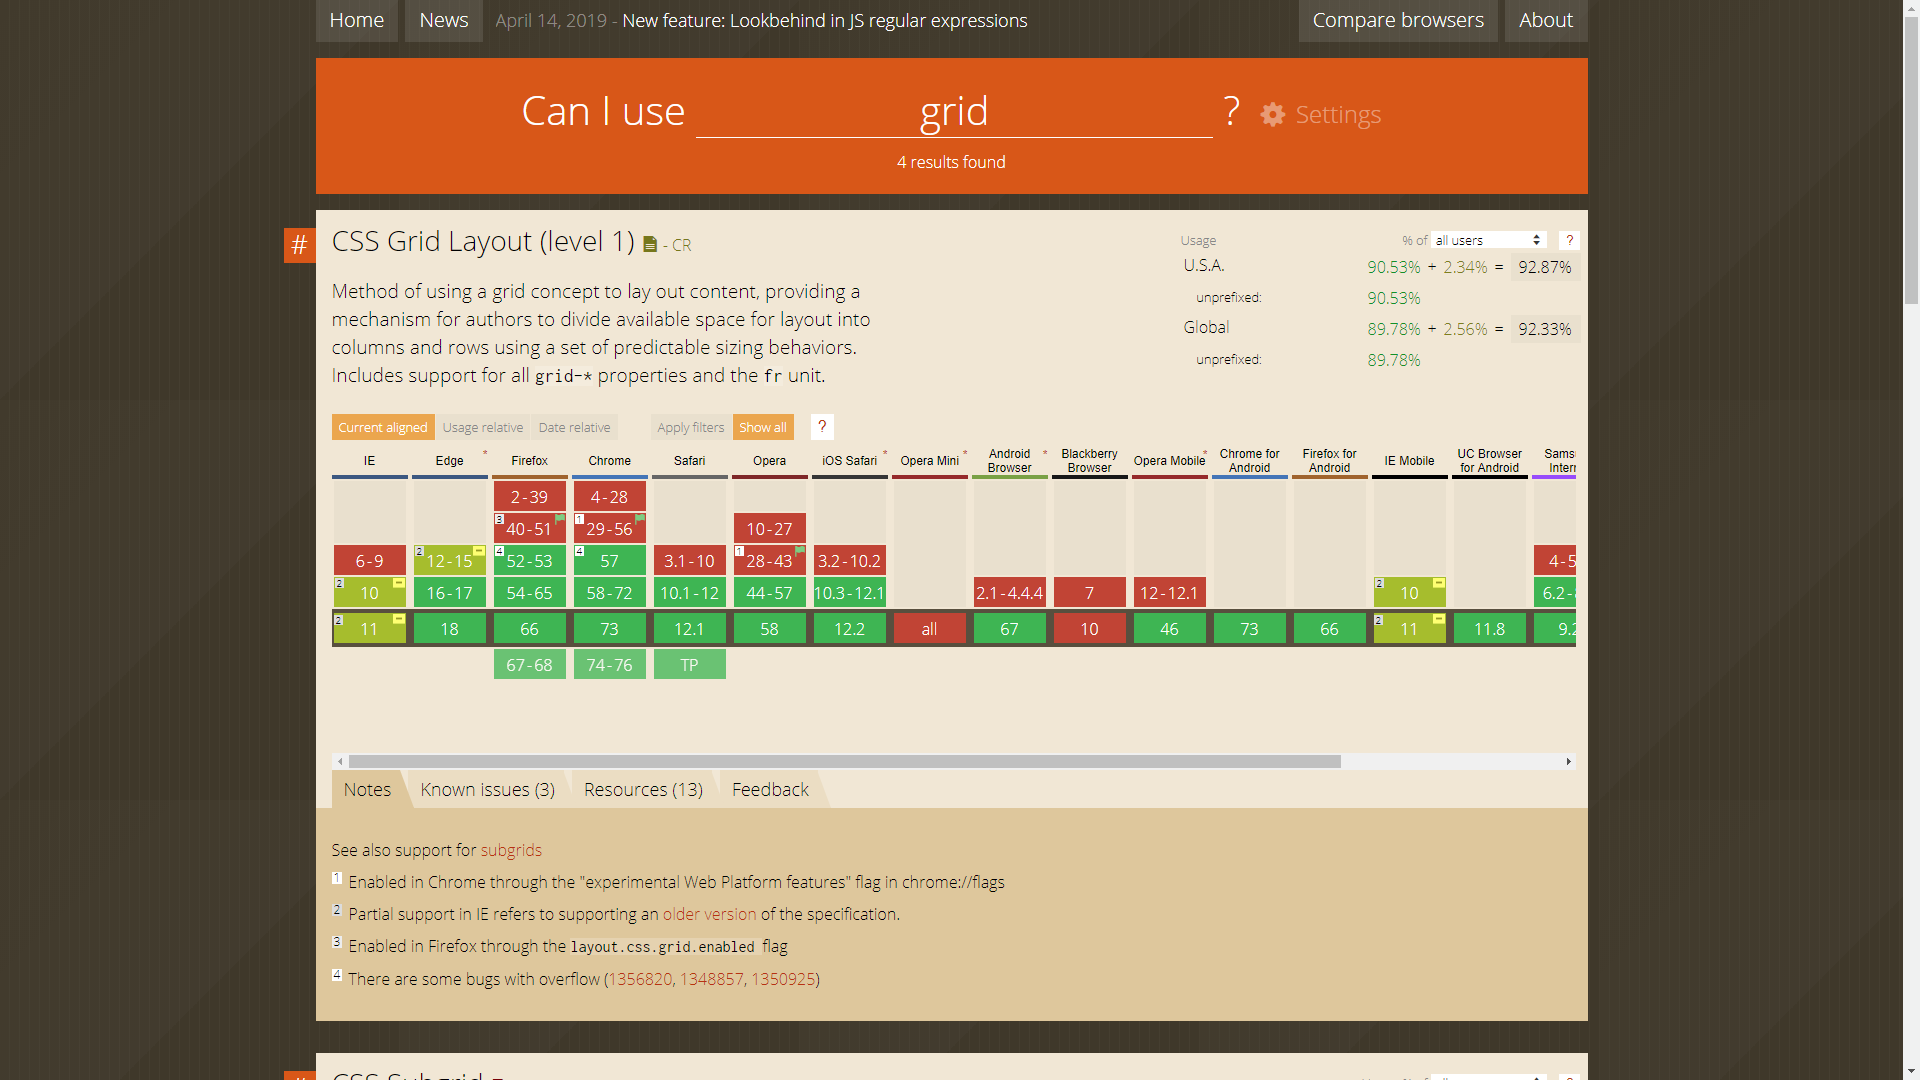 Home
News
April 14, 2019 - New feature: Lookbehind in JS regular expressions
Compare browsers
About
Can I use grid ? Settings
4 results found
#
CSS Grid Layout (level 1) - CR
Method of using a grid concept to lay out content, providing a
mechanism for authors to divide available space for layout into
columns and rows using a set of predictable sizing behaviors.
Includes support for all grid-* properties and the fr unit.
Usage % of all users ?
U.S.A. 90.53% + 2.34% = 92.87%
unprefixed: 90.53%
Global 89.78% + 2.56% = 92.33%
unprefixed: 89.78%
Current aligned Usage relative Date relative Apply filters Show all ?
IE Edge * Firefox Chrome Safari Opera iOS Safari * Opera Mini * Android Browser * Blackberry Browser Opera Mobile * Chrome for Android Firefox for Android IE Mobile UC Browser for Android
2-39 4-28
3 40-51 1 29-56 10-27
6-9 2 12-15 4 52-53 4 57 3.1-10 1 28-43 3.2-10.2 4-5
2 10 16-17 54-65 58-72 10.1-12 44-57 10.3-12.1 2.1-4.4.4 7 12-12.1 2 10 6.2-
2 11 18 66 73 12.1 58 12.2 all 67 10 46 73 66 2 11 11.8 9.2
67-68 74-76 TP
Notes Known issues (3) Resources (13) Feedback
See also support for subgrids
1 Enabled in Chrome through the "experimental Web Platform features" flag in chrome://flags
2 Partial support in IE refers to supporting an older version of the specification.
3 Enabled in Firefox through the layout.css.grid.enabled flag
4 There are some bugs with overflow (1356820, 1348857, 1350925)